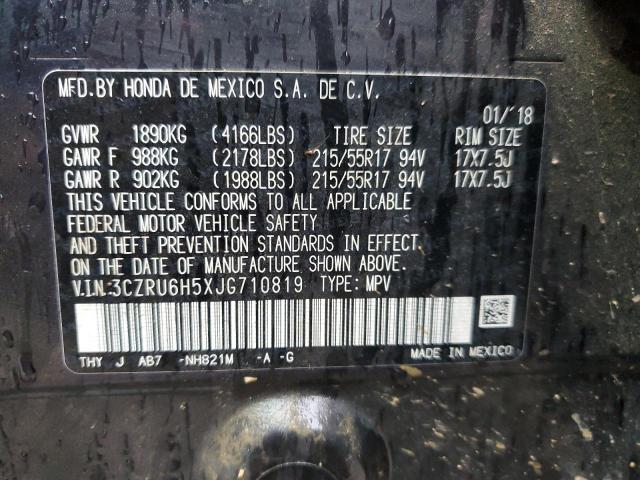 MFD.BY HONDA DE MEXICO S.A. DE C.V.
01/'18
GVWR 1890KG (4166LBS) TIRE SIZE RIM SIZE
GAWR F 988KG (2178LBS) 215/55R17 94V 17X7.5J
GAWR R 902KG (1988LBS) 215/55R17 94V 17X7.5J
THIS VEHICLE CONFORMS TO ALL APPLICABLE
FEDERAL MOTOR VEHICLE SAFETY
AND THEFT PREVENTION STANDARDS IN EFFECT
ON THE DATE OF MANUFACTURE SHOWN ABOVE.
V.I.N:3CZRU6H5XJG710819 TYPE: MPV
THY J AB7 -NH821M -A -G
MADE IN MEXICO